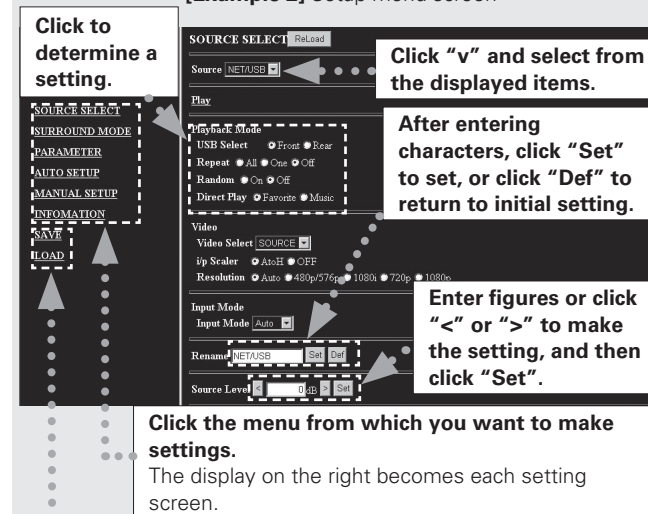 [Example 2] Setup menu screen
Click to
determine a
setting.
SOURCE SELECT ReLoad
Source NET/USB
Click “v” and select from
the displayed items.
Play
SOURCE SELECT
SURROUND MODE
PARAMETER
AUTO SETUP
MANUAL SETUP
INFOMATION
SAVE
LOAD
Playback Mode
USB Select Front Rear
Repeat All One Off
Random On Off
Direct Play Favorite Music
After entering
characters, click “Set”
to set, or click “Def” to
return to initial setting.
Video
Video Select SOURCE
i/p Scaler AtoH OFF
Resolution Auto 480p/576p 1080i 720p 1080p
Input Mode
Input Mode Auto
Rename NET/USB Set Def
Source Level < 0 dB > Set
Enter figures or click
“<” or “>” to make
the setting, and then
click “Set”.
Click the menu from which you want to make
settings.
The display on the right becomes each setting
screen.